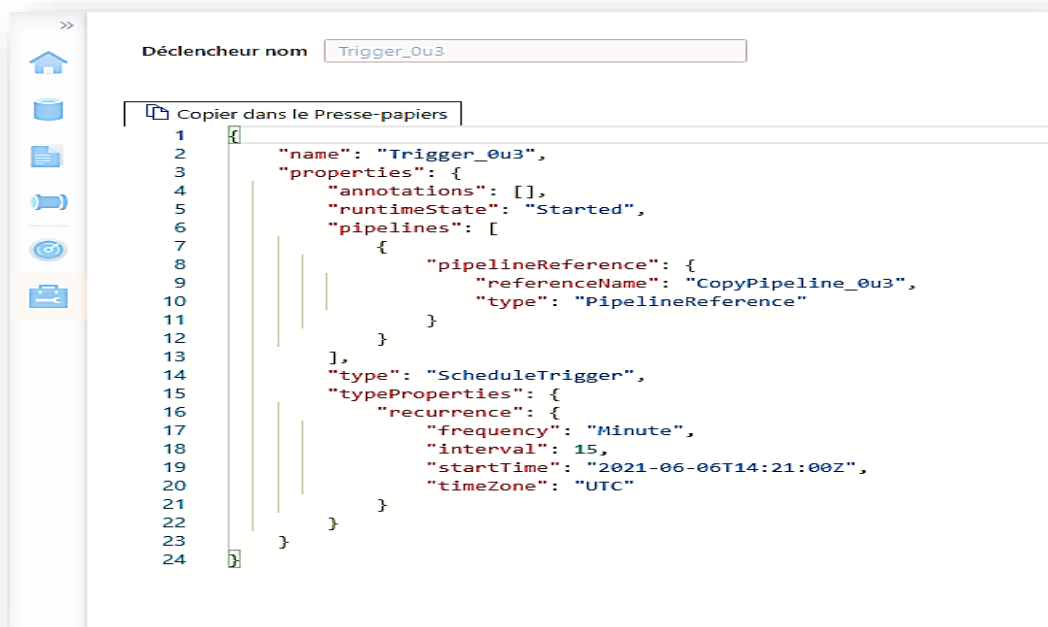 »
Déclencheur nom Trigger_0u3
Copier dans le Presse-papiers
1 {
2 "name": "Trigger_0u3",
3 "properties": {
4 "annotations": [],
5 "runtimeState": "Started",
6 "pipelines": [
7 {
8 "pipelineReference": {
9 "referenceName": "CopyPipeline_0u3",
10 "type": "PipelineReference"
11 }
12 }
13 ],
14 "type": "ScheduleTrigger",
15 "typeProperties": {
16 "recurrence": {
17 "frequency": "Minute",
18 "interval": 15,
19 "startTime": "2021-06-06T14:21:00Z",
20 "timeZone": "UTC"
21 }
22 }
23 }
24 }